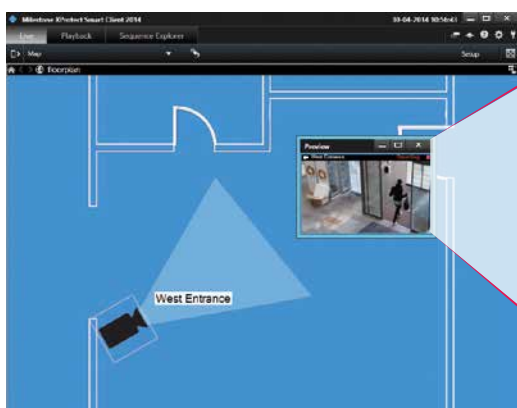 Milestone XProtect Smart Client 2014
30-04-2014 10:56:43
Live
Playback
Sequence Explorer
Map
Setup
floorplan
Preview
West Entrance
West Entrance